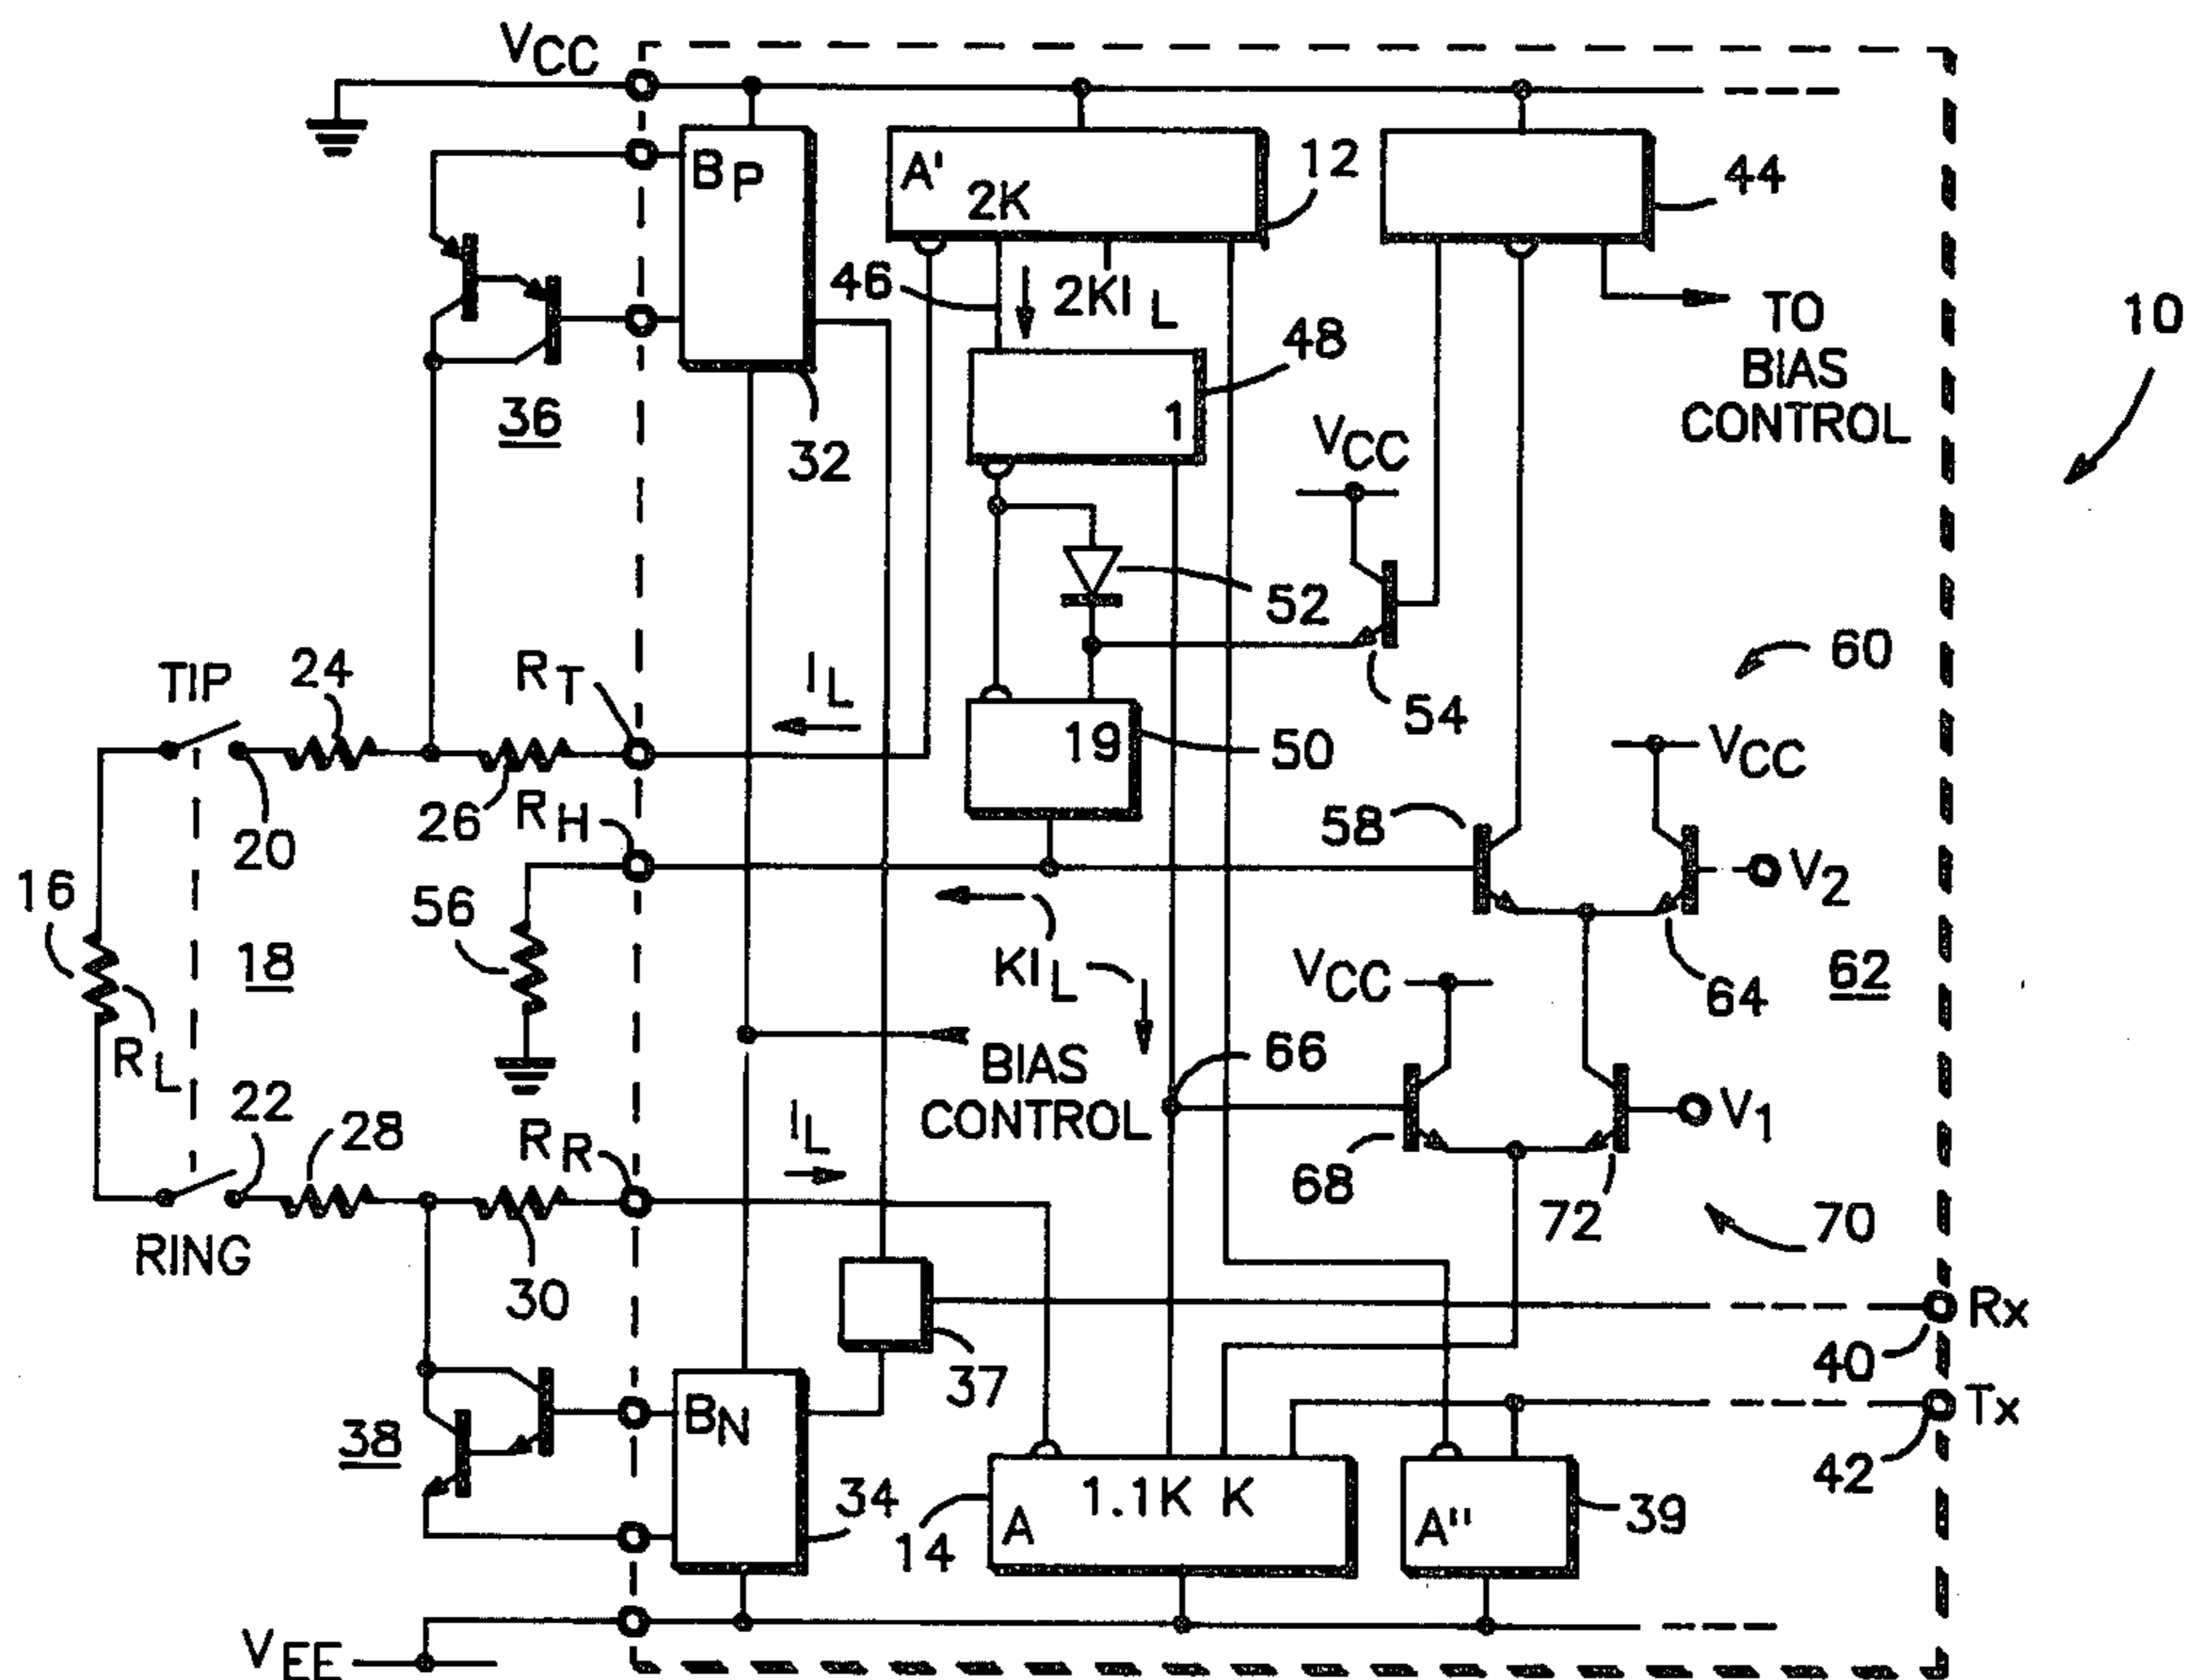 VCC
BP
A'
2K
12
44
46
2KIL
TO
BIAS
CONTROL
10
48
1
36
32
VCC
52
54
60
TIP
24
RT
IL
19
50
VCC
20
26
RH
58
V2
16
56
18
KIL
VCC
64
62
RL
66
BIAS
CONTROL
V1
22
28
RR
IL
68
72
70
RING
30
37
Rx
40
Tx
42
38
BN
34
14
A
1.1K K
A"
39
VEE